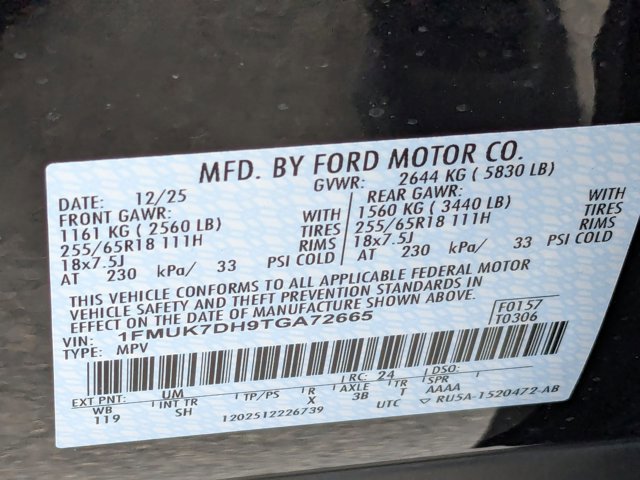 MFD. BY FORD MOTOR CO.
DATE: 12/25 GVWR: 2644 KG ( 5830 LB)
FRONT GAWR: REAR GAWR:
1161 KG ( 2560 LB) WITH 1560 KG ( 3440 LB) WITH
255/65R18 111H TIRES 255/65R18 111H TIRES
18x7.5J RIMS 18x7.5J RIMS
AT 230 kPa/ 33 PSI COLD AT 230 kPa/ 33 PSI COLD
THIS VEHICLE CONFORMS TO ALL APPLICABLE FEDERAL MOTOR
VEHICLE SAFETY AND THEFT PREVENTION STANDARDS IN
EFFECT ON THE DATE OF MANUFACTURE SHOWN ABOVE.
VIN: 1FMUK7DH9TGA72665 F0157
TYPE: MPV T0306
EXT PNT: UM RC: 24 DSO:
WB INT TR TP/PS R AXLE TR SPR
119 SH X 3B T AAAA
1202512226739 UTC ▽ RU5A-1520472-AB